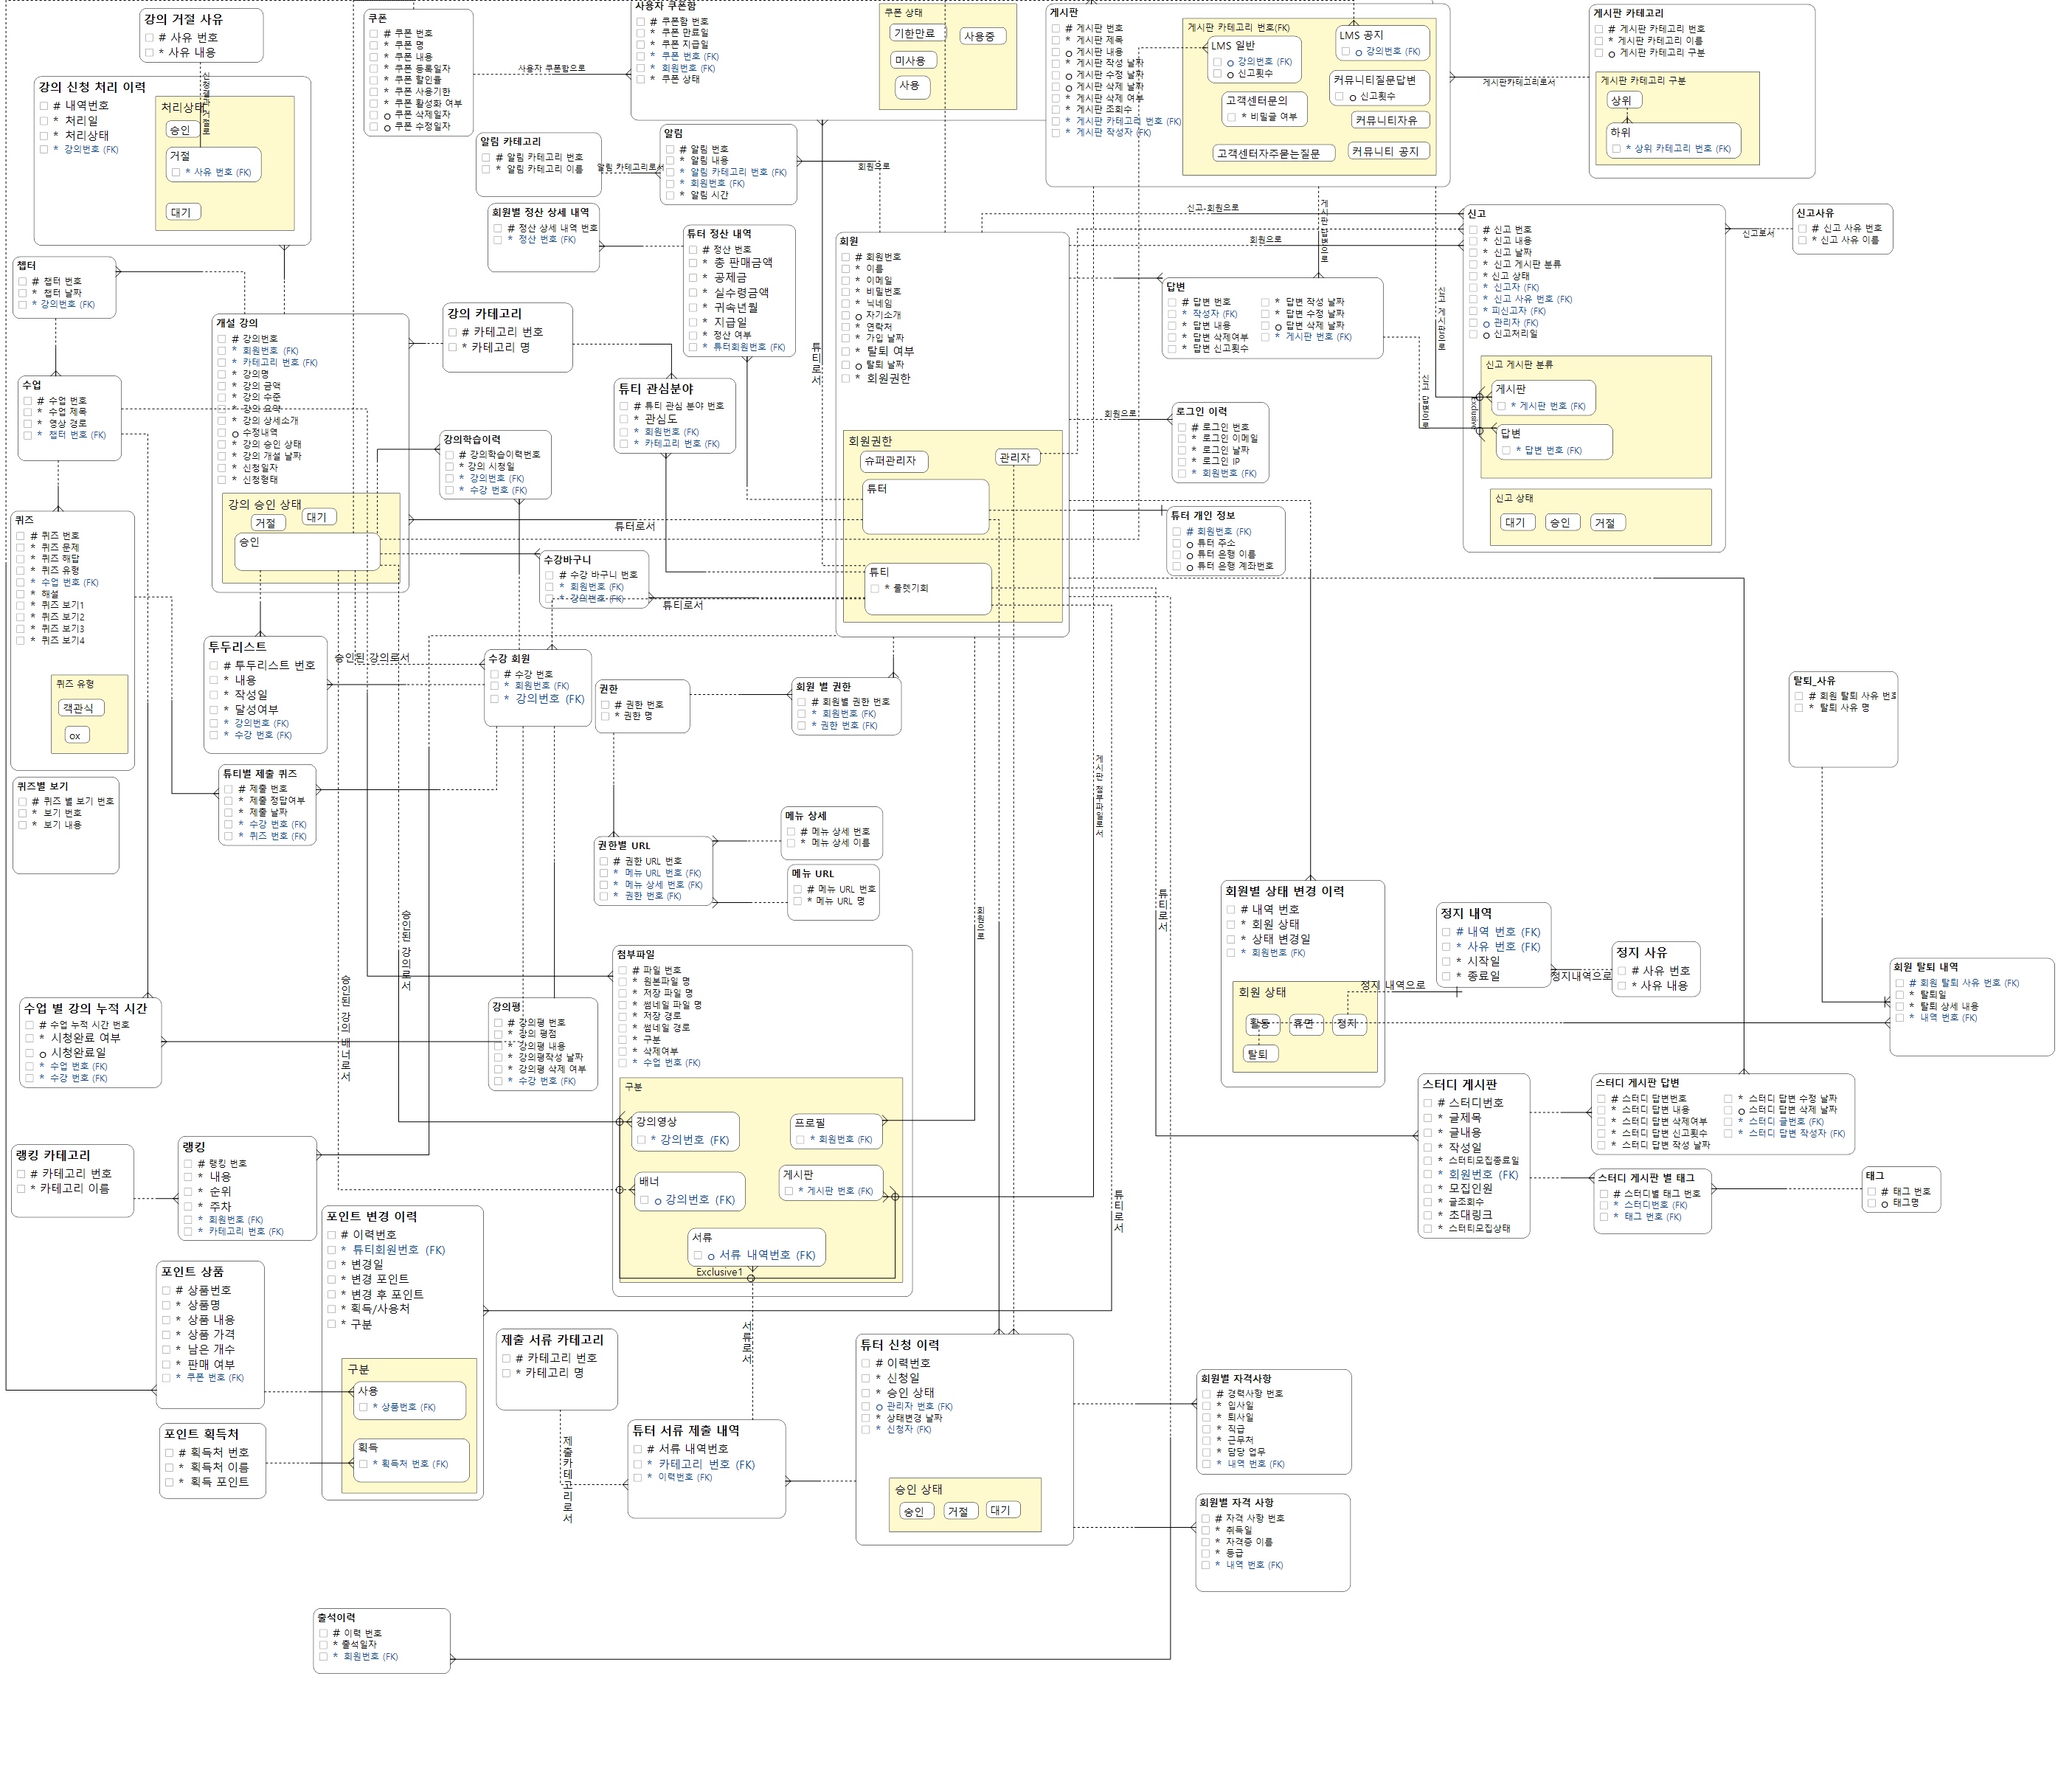 강의 거절 사유
# 사유 번호
* 사유 내용
쿠폰
# 쿠폰 번호
* 쿠폰 명
* 쿠폰 내용
* 쿠폰 등록일자
* 쿠폰 할인율
* 쿠폰 사용기한
* 쿠폰 활성화 여부
o 쿠폰 삭제일자
o 쿠폰 수정일자
사용자 쿠폰함으로
사용자 쿠폰함
# 쿠폰함 번호
* 쿠폰 만료일
* 쿠폰 지급일
* 쿠폰 번호 (FK)
* 회원번호 (FK)
* 쿠폰 상태
쿠폰 상태
기한만료
사용중
미사용
사용
게시판
# 게시판 번호
* 게시판 제목
o 게시판 내용
* 게시판 작성 날짜
o 게시판 수정 날짜
o 게시판 삭제 날짜
* 게시판 삭제 여부
* 게시판 조회수
* 게시판 카테고리 번호 (FK)
* 게시판 작성자 (FK)
게시판 카테고리 번호(FK)
LMS 일반
o 강의번호 (FK)
o 신고횟수
LMS 공지
o 강의번호 (FK)
커뮤니티질문답변
o 신고횟수
고객센터문의
* 비밀글 여부
커뮤니티자유
고객센터자주묻는질문
커뮤니티 공지
게시판카테고리로서
게시판 카테고리
# 게시판 카테고리 번호
* 게시판 카테고리 이름
o 게시판 카테고리 구분
게시판 카테고리 구분
상위
하위
* 상위 카테고리 번호 (FK)
강의 신청 처리 이력
# 내역번호
* 처리일
* 처리상태
* 강의번호 (FK)
처리상태
승인
거절
* 사유 번호 (FK)
대기
알림 카테고리
# 알림 카테고리 번호
* 알림 카테고리 이름
알림 카테고리로서
알림
# 알림 번호
* 알림 내용
* 알림 카테고리 번호 (FK)
* 회원번호 (FK)
* 알림 시간
회원으로
회원별 정산 상세 내역
# 정산 상세 내역 번호
* 정산 번호 (FK)
튜터 정산 내역
# 정산 번호
* 총 판매금액
* 공제금
* 실수령금액
* 귀속년월
* 지급일
* 정산 여부
* 튜터회원번호 (FK)
튜티로서
회원
# 회원번호
* 이름
* 이메일
* 비밀번호
* 닉네임
o 자기소개
* 연락처
* 가입 날짜
* 탈퇴 여부
o 탈퇴 날짜
* 회원권한
회원권한
슈퍼관리자
관리자
튜터
튜티
* 룰렛기회
신고-회원으로
회원으로
게시판 답변으로
신고
# 신고 번호
* 신고 내용
* 신고 날짜
* 신고 게시판 분류
* 신고 상태
* 신고자 (FK)
* 신고 사유 번호 (FK)
* 피신고자 (FK)
o 관리자 (FK)
o 신고처리일
신고 게시판 분류
게시판
* 게시판 번호 (FK)
답변
* 답변 번호 (FK)
신고 상태
대기
승인
거절
신고로서
신고사유
# 신고 사유 번호
* 신고 사유 이름
신고 게시판으로
신고 답변으로
답변
# 답변 번호
* 작성자 (FK)
* 답변 내용
* 답변 삭제여부
* 답변 신고횟수
* 답변 작성 날짜
* 답변 수정 날짜
o 답변 삭제 날짜
* 게시판 번호 (FK)
챕터
# 챕터 번호
* 챕터 날짜
* 강의번호 (FK)
개설 강의
# 강의번호
* 회원번호 (FK)
* 카테고리 번호 (FK)
* 강의명
* 강의 금액
* 강의 수준
* 강의 요약
* 강의 상세소개
o 수정내역
* 강의 승인 상태
* 강의 개설 날짜
* 신청일자
* 신청형태
강의 승인 상태
거절
대기
승인
강의 카테고리
# 카테고리 번호
* 카테고리 명
튜티 관심분야
# 튜티 관심 분야 번호
* 관심도
* 회원번호 (FK)
* 카테고리 번호 (FK)
수업
# 수업 번호
* 수업 제목
* 영상 경로
* 챕터 번호 (FK)
강의학습이력
# 강의학습이력번호
* 강의 시청일
* 강의번호 (FK)
* 수강 번호 (FK)
회원으로
로그인 이력
# 로그인 번호
* 로그인 이메일
* 로그인 날짜
* 로그인 IP
* 회원번호 (FK)
튜터로서
튜터 개인 정보
# 회원번호 (FK)
o 튜터 주소
o 튜터 은행 이름
o 튜터 은행 계좌번호
퀴즈
# 퀴즈 번호
* 퀴즈 문제
* 퀴즈 해답
* 퀴즈 유형
* 수업 번호 (FK)
* 해설
* 퀴즈 보기1
* 퀴즈 보기2
* 퀴즈 보기3
* 퀴즈 보기4
퀴즈 유형
객관식
ox
수강바구니
# 수강 바구니 번호
* 회원번호 (FK)
* 강의번호 (FK)
튜티로서
투두리스트
# 투두리스트 번호
* 내용
* 작성일
* 달성여부
* 강의번호 (FK)
* 수강 번호 (FK)
승인된 강의로서
수강 회원
# 수강 번호
* 회원번호 (FK)
* 강의번호 (FK)
권한
# 권한 번호
* 권한 명
회원 별 권한
# 회원별 권한 번호
* 회원번호 (FK)
* 권한 번호 (FK)
탈퇴_사유
# 회원 탈퇴 사유 번호
* 탈퇴 사유 명
퀴즈별 보기
# 퀴즈 별 보기 번호
* 보기 번호
* 보기 내용
튜티별 제출 퀴즈
# 제출 번호
* 제출 정답여부
* 제출 날짜
* 수강 번호 (FK)
* 퀴즈 번호 (FK)
권한별 URL
# 권한 URL 번호
* 메뉴 URL 번호 (FK)
* 메뉴 상세 번호 (FK)
* 권한 번호 (FK)
메뉴 상세
# 메뉴 상세 번호
* 메뉴 상세 이름
메뉴 URL
# 메뉴 URL 번호
* 메뉴 URL 명
게시판 첨부파일로서
튜티로서
회원으로
승인된 강의로서
승인된 강의 배너로서
회원별 상태 변경 이력
# 내역 번호
* 회원 상태
* 상태 변경일
* 회원번호 (FK)
회원 상태
활동
휴면
정지
탈퇴
정지 내역으로
정지 내역
# 내역 번호 (FK)
* 사유 번호 (FK)
* 시작일
* 종료일
정지내역으로
정지 사유
# 사유 번호
* 사유 내용
회원 탈퇴 내역
# 회원 탈퇴 사유 번호 (FK)
* 탈퇴일
* 탈퇴 상세 내용
* 내역 번호 (FK)
수업 별 강의 누적 시간
# 수업 누적 시간 번호
* 시청완료 여부
o 시청완료일
* 수업 번호 (FK)
* 수강 번호 (FK)
강의평
# 강의평 번호
* 강의 평점
* 강의평 내용
* 강의평작성 날짜
* 강의평 삭제 여부
* 수강 번호 (FK)
첨부파일
# 파일 번호
* 원본파일 명
* 저장 파일 명
* 썸네일 파일 명
* 저장 경로
* 썸네일 경로
* 구분
* 삭제여부
* 수업 번호 (FK)
구분
강의영상
* 강의번호 (FK)
프로필
* 회원번호 (FK)
배너
o 강의번호 (FK)
게시판
* 게시판 번호 (FK)
서류
o 서류 내역번호 (FK)
Exclusive1
스터디 게시판
# 스터디번호
* 글제목
* 글내용
* 작성일
* 스터티모집종료일
* 회원번호 (FK)
* 모집인원
* 글조회수
* 초대링크
* 스터티모집상태
스터디 게시판 답변
# 스터디 답변번호
* 스터디 답변 내용
* 스터디 답변 삭제여부
* 스터디 답변 신고횟수
* 스터디 답변 작성 날짜
* 스터디 답변 수정 날짜
o 스터디 답변 삭제 날짜
* 스터디 글번호 (FK)
* 스터디 답변 작성자 (FK)
스터디 게시판 별 태그
# 스터디별 태그 번호
* 스터디번호 (FK)
* 태그 번호 (FK)
태그
# 태그 번호
o 태그명
랭킹 카테고리
# 카테고리 번호
* 카테고리 이름
랭킹
# 랭킹 번호
* 내용
* 순위
* 주차
* 회원번호 (FK)
* 카테고리 번호 (FK)
포인트 변경 이력
# 이력번호
* 튜티회원번호 (FK)
* 변경일
* 변경 포인트
* 변경 후 포인트
* 획득/사용처
* 구분
구분
사용
* 상품번호 (FK)
획득
* 획득처 번호 (FK)
튜티로서
포인트 상품
# 상품번호
* 상품명
* 상품 내용
* 상품 가격
* 남은 개수
* 판매 여부
* 쿠폰 번호 (FK)
포인트 획득처
# 획득처 번호
* 획득처 이름
* 획득 포인트
제출 서류 카테고리
# 카테고리 번호
* 카테고리 명
제출카테고리로서
서류로서
튜터 서류 제출 내역
# 서류 내역번호
* 카테고리 번호 (FK)
* 이력번호 (FK)
튜터 신청 이력
# 이력번호
* 신청일
* 승인 상태
o 관리자 번호 (FK)
* 상태변경 날짜
* 신청자 (FK)
승인 상태
승인
거절
대기
회원별 자격사항
# 경력사항 번호
* 입사일
* 퇴사일
* 직급
* 근무처
* 담당 업무
* 내역 번호 (FK)
회원별 자격 사항
# 자격 사항 번호
* 취득일
* 자격증 이름
* 등급
* 내역 번호 (FK)
출석이력
# 이력 번호
* 출석일자
* 회원번호 (FK)